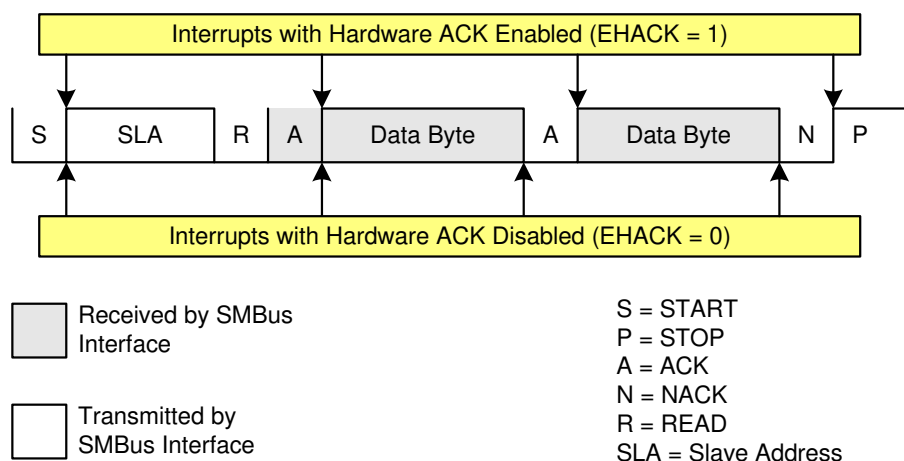 Interrupts with Hardware ACK Enabled (EHACK = 1)
S SLA R A Data Byte A Data Byte N P
Interrupts with Hardware ACK Disabled (EHACK = 0)
Received by SMBus
Interface
Transmitted by
SMBus Interface
S = START
P = STOP
A = ACK
N = NACK
R = READ
SLA = Slave Address